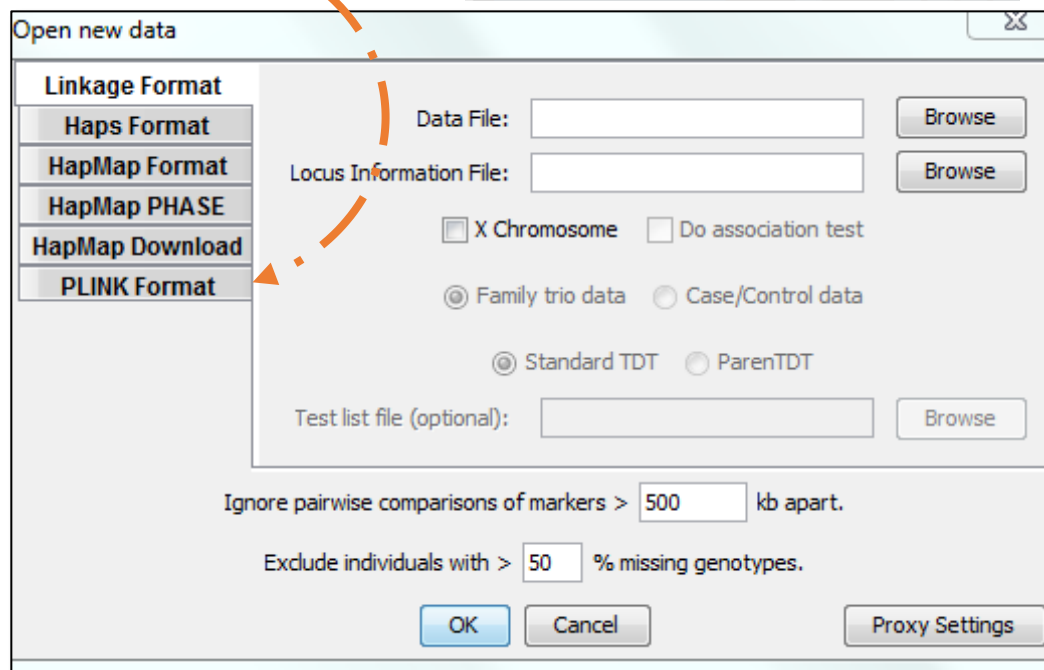 Open new data
Linkage Format
Haps Format
HapMap Format
HapMap PHASE
HapMap Download
PLINK Format
Data File:
Browse
Locus Information File:
Browse
X Chromosome
Do association test
Family trio data
Case/Control data
Standard TDT
ParenTDT
Test list file (optional):
Browse
Ignore pairwise comparisons of markers > 500 kb apart.
Exclude individuals with > 50 % missing genotypes.
OK
Cancel
Proxy Settings